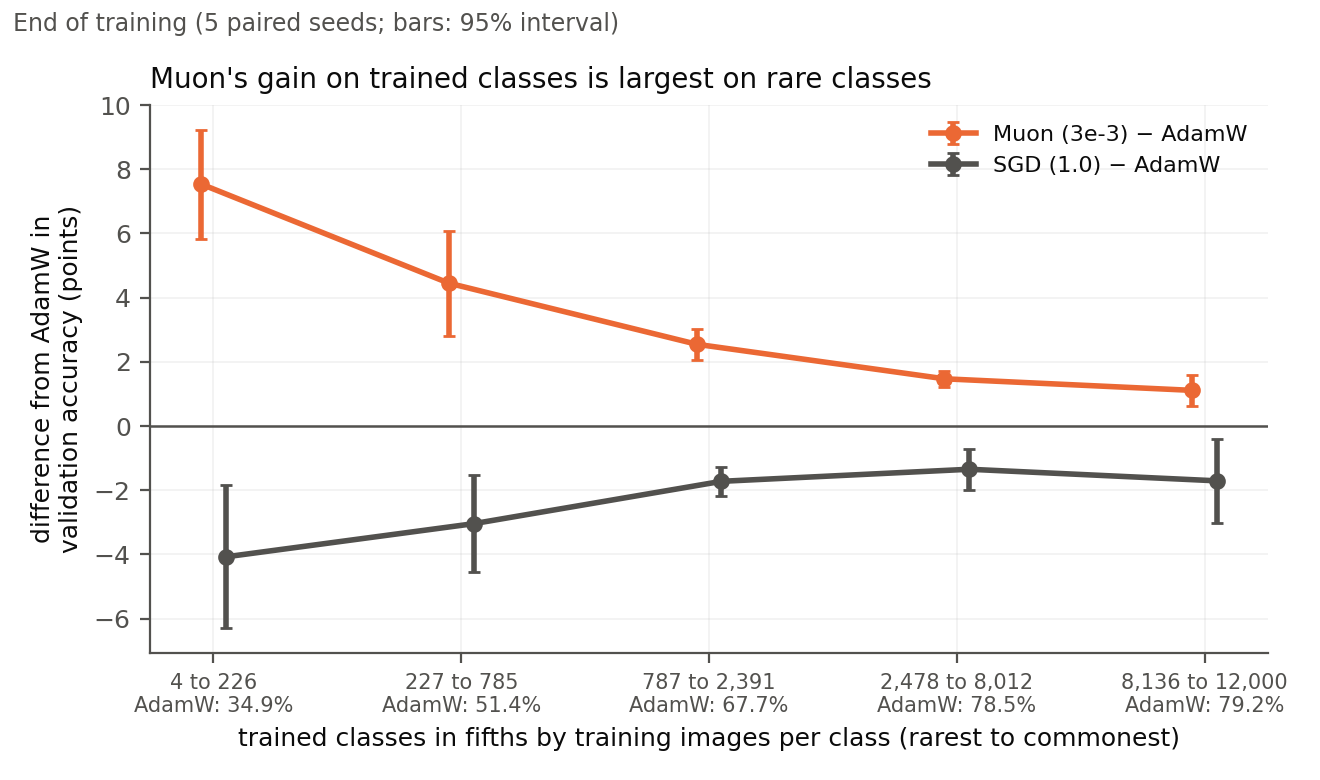 End of training (5 paired seeds; bars: 95% interval)
Muon's gain on trained classes is largest on rare classes
Muon (3e-3) − AdamW
SGD (1.0) − AdamW
difference from AdamW in
validation accuracy (points)
10
8
6
4
2
0
−2
−4
−6
4 to 226
AdamW: 34.9%
227 to 785
AdamW: 51.4%
787 to 2,391
AdamW: 67.7%
2,478 to 8,012
AdamW: 78.5%
8,136 to 12,000
AdamW: 79.2%
trained classes in fifths by training images per class (rarest to commonest)